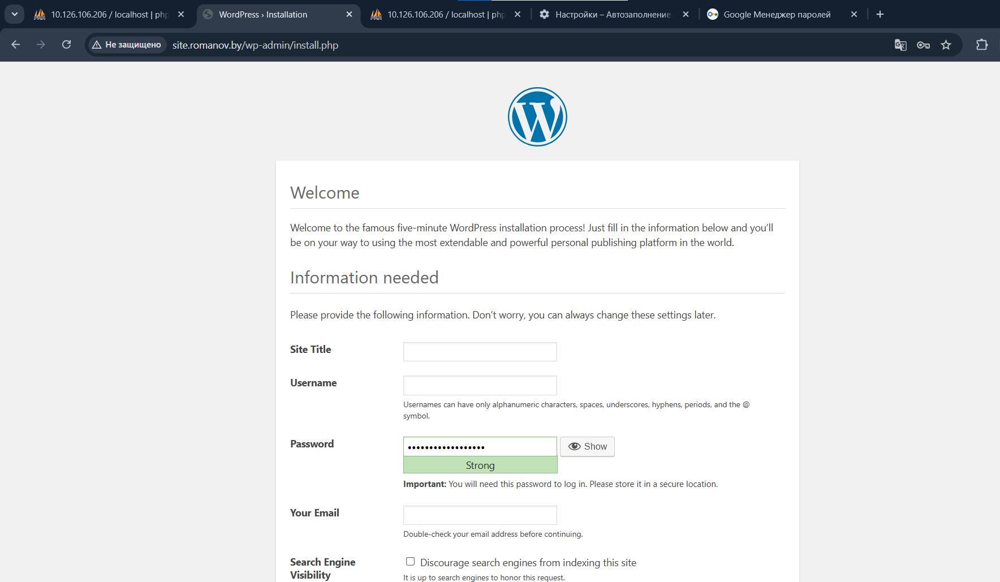 10.126.106.206 / localhost | php
WordPress › Installation
10.126.106.206 / localhost | php
Настройки – Автозаполнение
Google Менеджер паролей
Не защищено
site.romanov.by/wp-admin/install.php
Welcome
Welcome to the famous five-minute WordPress installation process! Just fill in the information below and you’ll
be on your way to using the most extendable and powerful personal publishing platform in the world.
Information needed
Please provide the following information. Don’t worry, you can always change these settings later.
Site Title
Username
Usernames can have only alphanumeric characters, spaces, underscores, hyphens, periods, and the @
symbol.
Password
••••••••••••••••••
Show
Strong
Important: You will need this password to log in. Please store it in a secure location.
Your Email
Double-check your email address before continuing.
Search Engine
Visibility
Discourage search engines from indexing this site
It is up to search engines to honor this request.